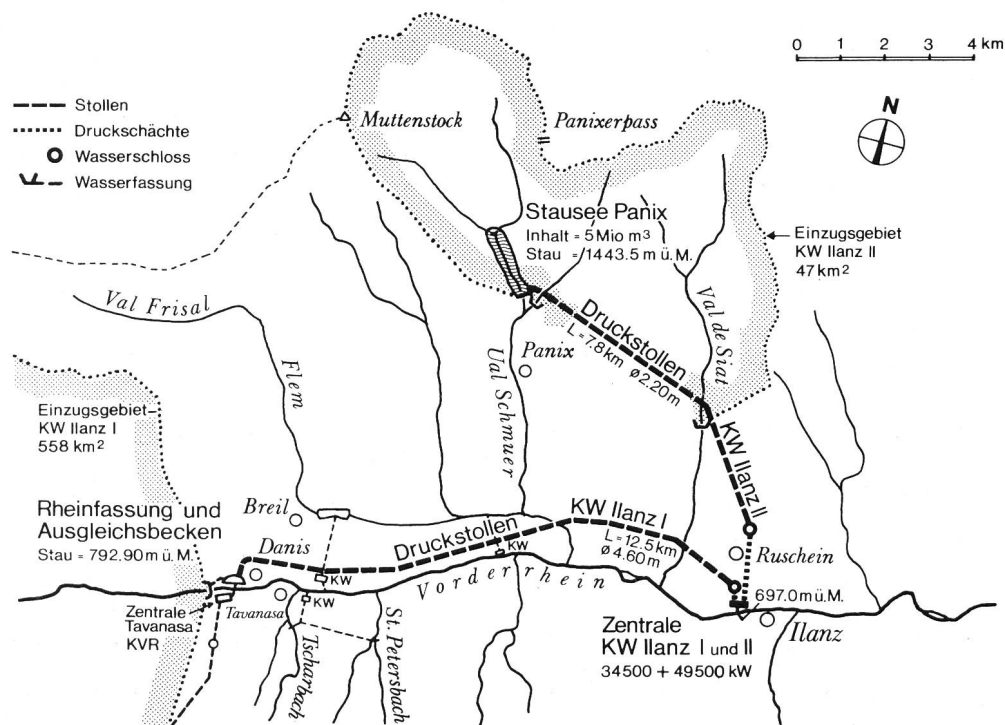 0 1 2 3 4 km
N
Stollen
Druckschächte
Wasserschloss
Wasserfassung
Muttenstock
Panixerpass
Stausee Panix
Inhalt = 5 Mio m³
Stau = 1443.5 m ü. M.
Einzugsgebiet
KW Ilanz II
47 km²
Val Frisal
Flem
Panix
Ual Schmuer
Druckstollen
L = 7.8 km ø 2.20 m
Val de Siat
KW Ilanz II
Einzugsgebiet
KW Ilanz I
558 km²
Rheinfassung und
Ausgleichsbecken
Stau = 792.90 m ü. M.
Breil
Danis
Druckstollen
KW Ilanz I
L = 12.5 km
ø 4.60 m
Ruschein
KW
KW
KW
Vorderrhein
697.0 m ü. M.
Zentrale
Tavanasa
KVR
Tavanasa
Tscharbach
St. Petersbach
Zentrale
KW Ilanz I und II
34500 + 49500 kW
Ilanz